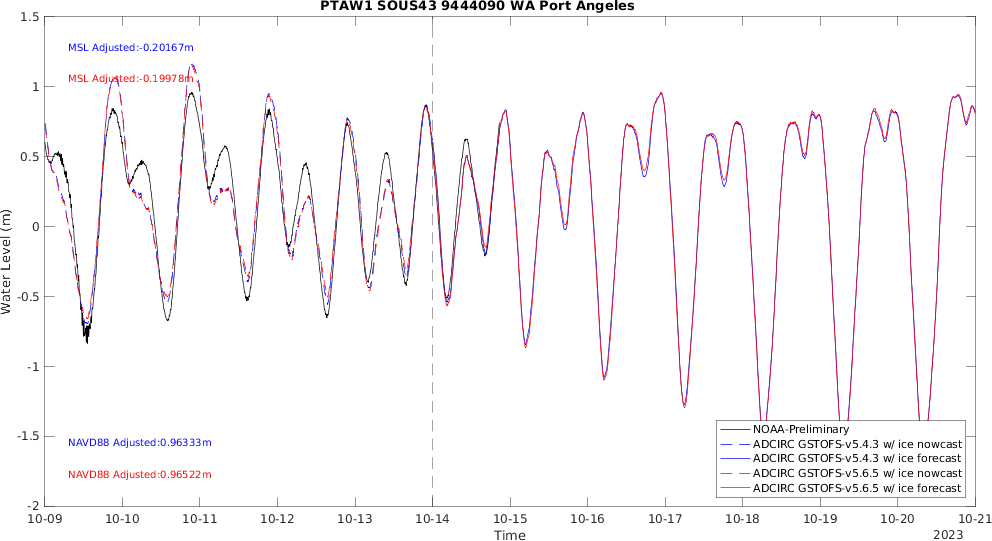 PTAW1 SOUS43 9444090 WA Port Angeles
1.5
MSL Adjusted:-0.20167m
MSL Adjusted:-0.19978m
1
0.5
0
-0.5
-1
-1.5
-2
Water Level (m)
NAVD88 Adjusted:0.96333m
NAVD88 Adjusted:0.96522m
NOAA-Preliminary
ADCIRC GSTOFS-v5.4.3 w/ ice nowcast
ADCIRC GSTOFS-v5.4.3 w/ ice forecast
ADCIRC GSTOFS-v5.6.5 w/ ice nowcast
ADCIRC GSTOFS-v5.6.5 w/ ice forecast
10-09 10-10 10-11 10-12 10-13 10-14 10-15 10-16 10-17 10-18 10-19 10-20 10-21
Time
2023